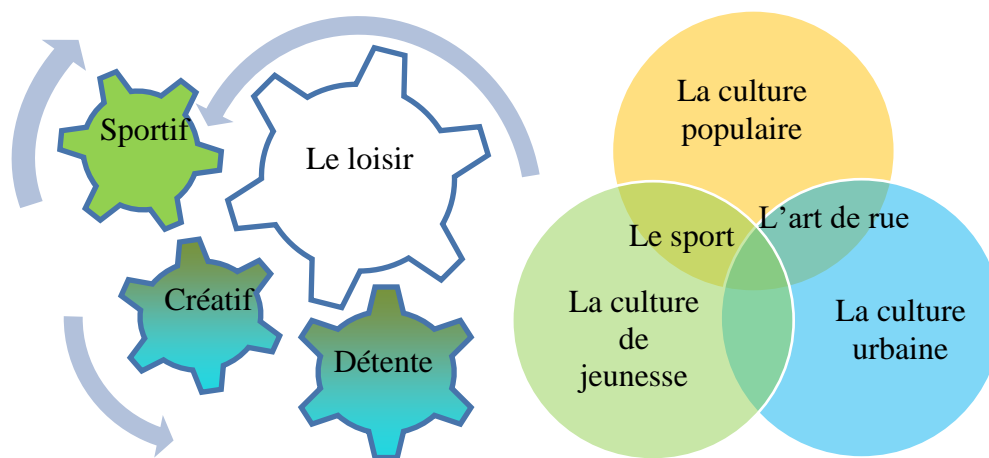 Sportif
Le loisir
Créatif
Détente
La culture
populaire
Le sport
L’art de rue
La culture
de
jeunesse
La culture
urbaine